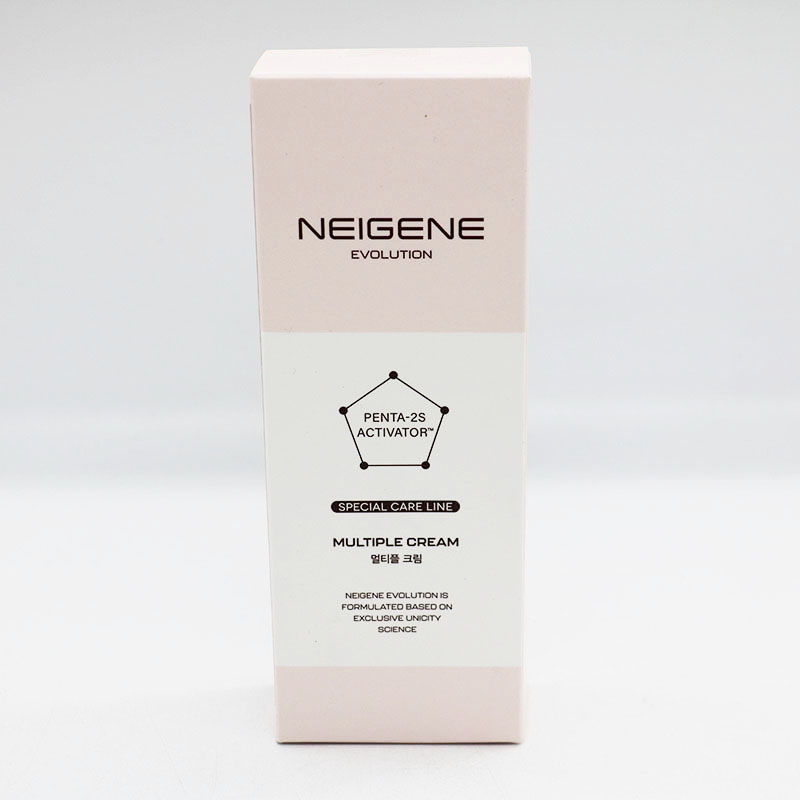 NEIGENE
EVOLUTION
PENTA-2S
ACTIVATOR™
SPECIAL CARE LINE
MULTIPLE CREAM
멀티플 크림
NEIGENE EVOLUTION IS
FORMULATED BASED ON
EXCLUSIVE UNICITY
SCIENCE